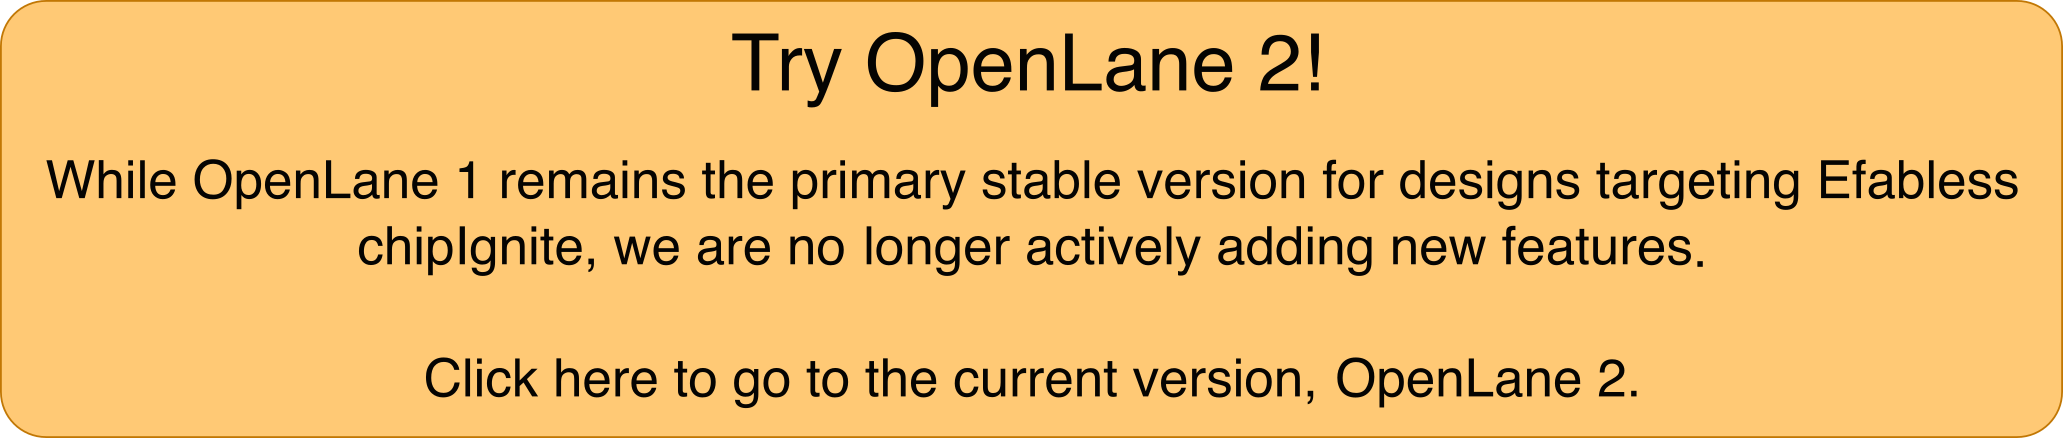 Try OpenLane 2!
While OpenLane 1 remains the primary stable version for designs targeting Efabless
chipIgnite, we are no longer actively adding new features.
Click here to go to the current version, OpenLane 2.